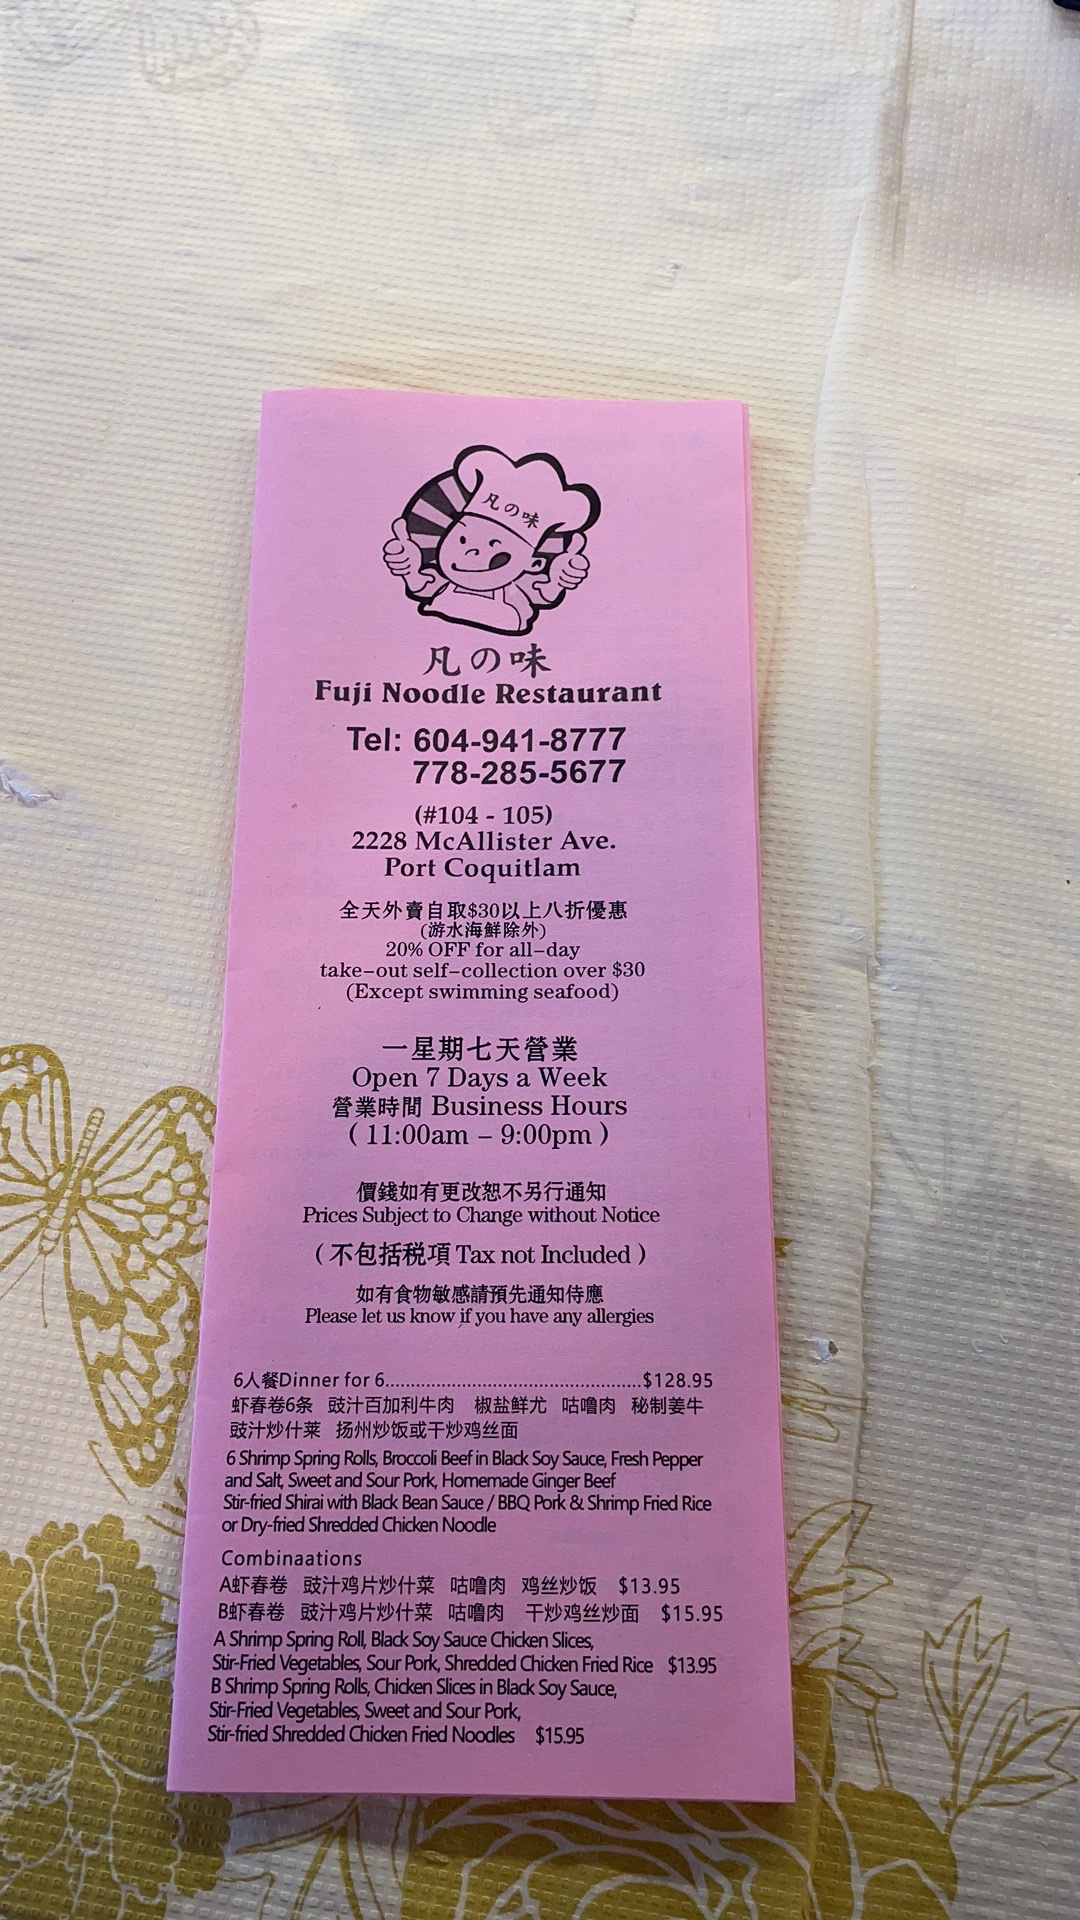 凡の味
凡の味
Fuji Noodle Restaurant
Tel: 604-941-8777
778-285-5677
(#104 - 105)
2228 McAllister Ave.
Port Coquitlam
全天外賣自取$30以上八折優惠
(游水海鮮除外)
20% OFF for all-day
take-out self-collection over $30
(Except swimming seafood)
一星期七天營業
Open 7 Days a Week
營業時間 Business Hours
( 11:00am - 9:00pm )
價錢如有更改恕不另行通知
Prices Subject to Change without Notice
( 不包括税項 Tax not Included )
如有食物敏感請預先通知侍應
Please let us know if you have any allergies
6人餐Dinner for 6................................................$128.95
虾春卷6条 豉汁百加利牛肉 椒盐鲜尤 咕噜肉 秘制姜牛
豉汁炒什莱 扬州炒饭或干炒鸡丝面
6 Shrimp Spring Rolls, Broccoli Beef in Black Soy Sauce, Fresh Pepper
and Salt, Sweet and Sour Pork, Homemade Ginger Beef
Stir-fried Shirai with Black Bean Sauce / BBQ Pork & Shrimp Fried Rice
or Dry-fried Shredded Chicken Noodle
Combinaations
A虾春卷 豉汁鸡片炒什菜 咕噜肉 鸡丝炒饭 $13.95
B虾春卷 豉汁鸡片炒什菜 咕噜肉 干炒鸡丝炒面 $15.95
A Shrimp Spring Roll, Black Soy Sauce Chicken Slices,
Stir-Fried Vegetables, Sour Pork, Shredded Chicken Fried Rice $13.95
B Shrimp Spring Rolls, Chicken Slices in Black Soy Sauce,
Stir-Fried Vegetables, Sweet and Sour Pork,
Stir-fried Shredded Chicken Fried Noodles $15.95